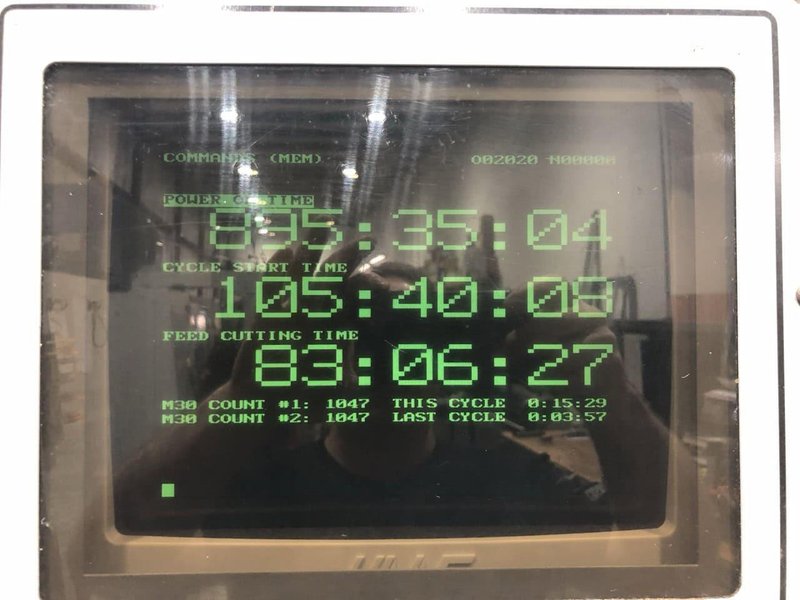 COMMANDS (MEM) O02020 N00000
POWER ON TIME
895:35:04
CYCLE START TIME
105:40:08
FEED CUTTING TIME
83:06:27
M30 COUNT #1: 1047 THIS CYCLE 0:15:29
M30 COUNT #2: 1047 LAST CYCLE 0:03:57